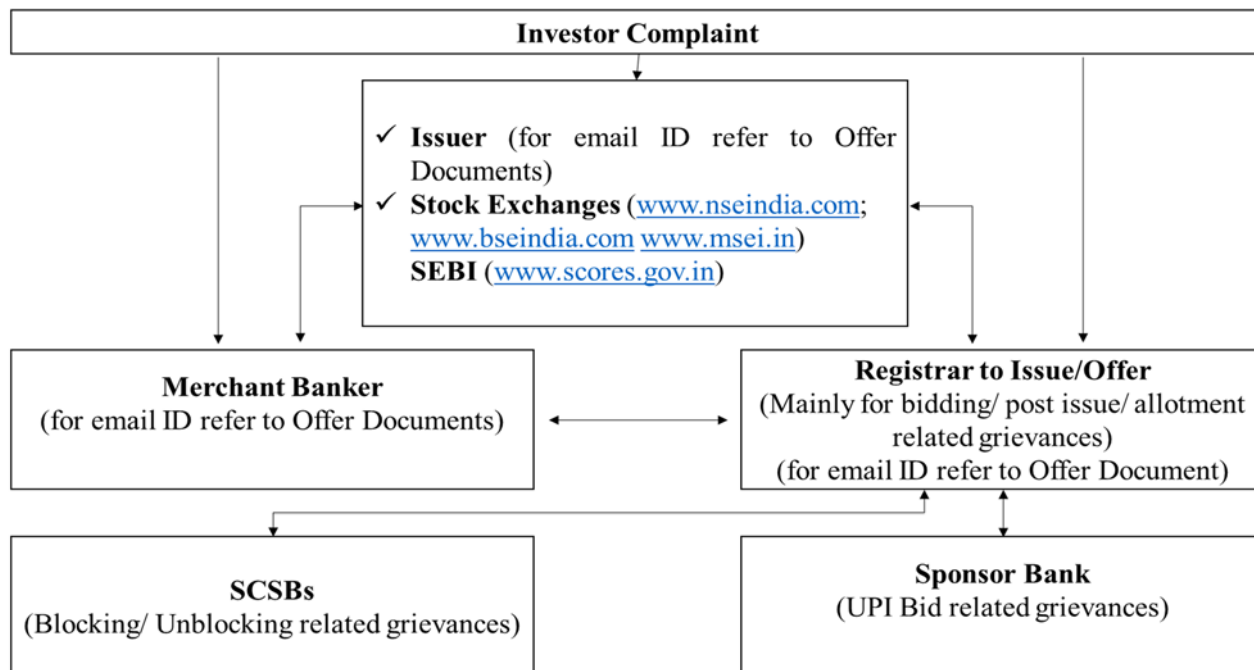 Investor Complaint
✓ Issuer (for email ID refer to Offer
Documents)
✓ Stock Exchanges (www.nseindia.com;
www.bseindia.com www.msei.in)
SEBI (www.scores.gov.in)
Merchant Banker
(for email ID refer to Offer Documents)
Registrar to Issue/Offer
(Mainly for bidding/ post issue/ allotment
related grievances)
(for email ID refer to Offer Document)
SCSBs
(Blocking/ Unblocking related grievances)
Sponsor Bank
(UPI Bid related grievances)